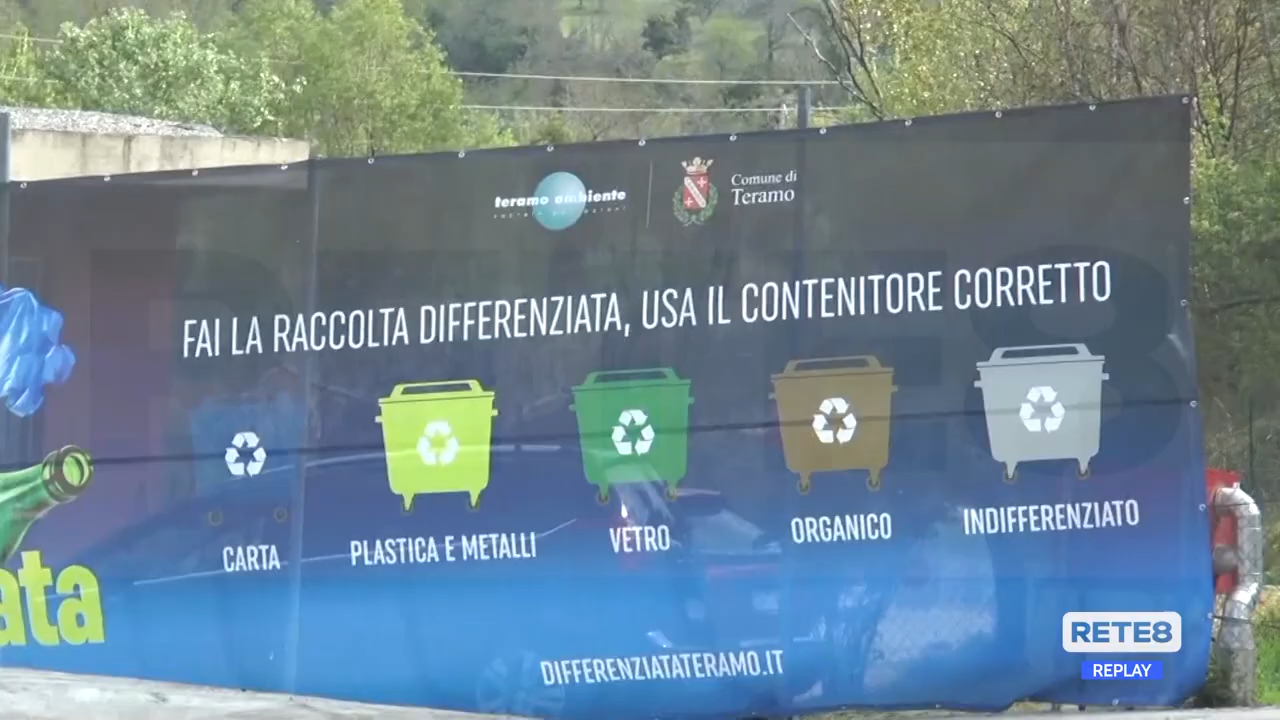 teramo ambiente
Comune di
Teramo
FAI LA RACCOLTA DIFFERENZIATA, USA IL CONTENITORE CORRETTO
CARTA
PLASTICA E METALLI
VETRO
ORGANICO
INDIFFERENZIATO
ata
DIFFERENZIATATERAMO.IT
RETE8
REPLAY